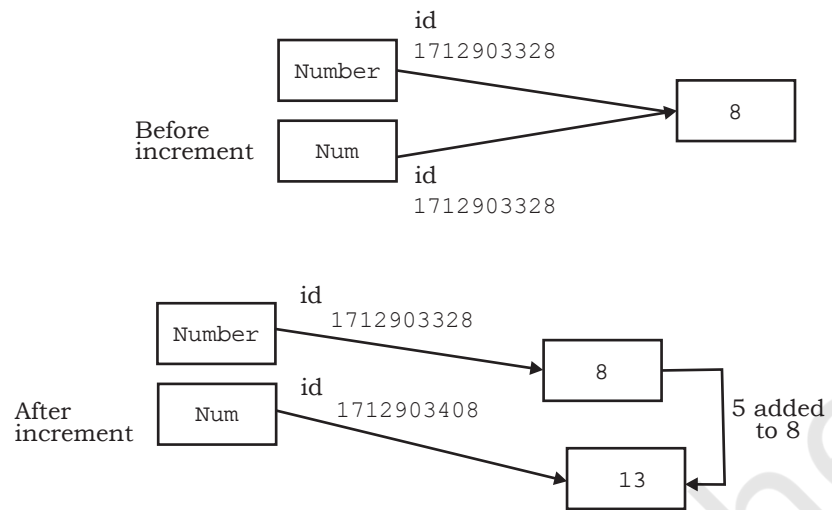 id
1712903328
Number
8
Before
increment
Num
id
1712903328
id
1712903328
Number
8
id
1712903408
After
increment
Num
5 added
to 8
13